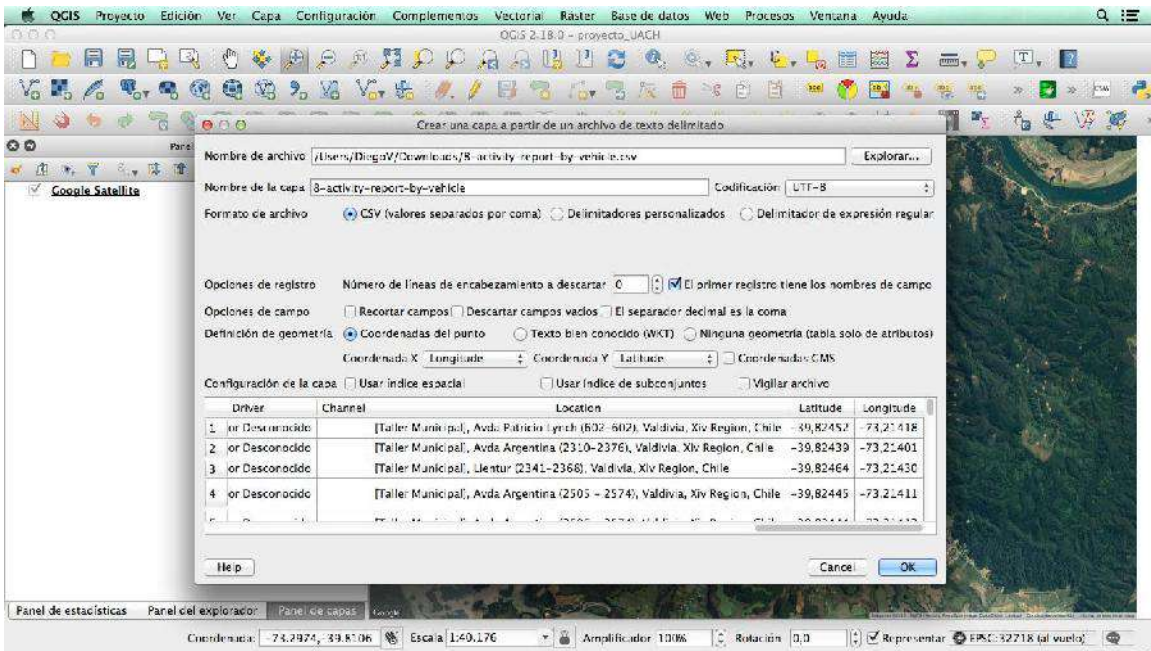 QGIS Proyecto Edición Ver Capa Configuración Complementos Vectorial Ráster Base de datos Web Procesos Ventana Ayuda
QGIS 2.18.0 - proyecto_UACH
Crear una capa a partir de un archivo de texto delimitado
Nombre de archivo /Users/DiegoV/Downloads/8-activity-report-by-vehicle.csv Explorar...
Nombre de la capa 8-activity-report-by-vehicle Codificación UTF-8
Google Satellite
Formato de archivo CSV (valores separados por coma) Delimitadores personalizados Delimitador de expresión regular
Opciones de registro Número de líneas de encabezamiento a descartar 0 El primer registro tiene los nombres de campo
Opciones de campo Recortar campos Descartar campos vacíos El separador decimal es la coma
Definición de geometría Coordenadas del punto Texto bien conocido (WKT) Ninguna geometría (tabla solo de atributos)
Coordenada X Longitude Coordenada Y Latitude Coordenadas GMS
Configuración de la capa Usar índice espacial Usar índice de subconjuntos Vigilar archivo
Driver Channel Location Latitude Longitude
1 or Desconocido [Taller Municipal], Avda Patricio Lynch (602-602), Valdivia, Xiv Region, Chile -39,82452 -73,21418
2 or Desconocido [Taller Municipal], Avda Argentina (2310-2376), Valdivia, Xiv Region, Chile -39,82439 -73,21401
3 or Desconocido [Taller Municipal], Lientur (2341-2368), Valdivia, Xiv Region, Chile -39,82464 -73,21430
4 or Desconocido [Taller Municipal], Avda Argentina (2505 - 2574), Valdivia, Xiv Region, Chile -39,82445 -73,21411
Help Cancel OK
Panel de estadísticas Panel del explorador Panel de capas
Coordenada: -73.2974,-39.8106 Escala 1:40.176 Amplificador 100% Rotación 0,0 Representar EPSG:32718 (al vuelo)